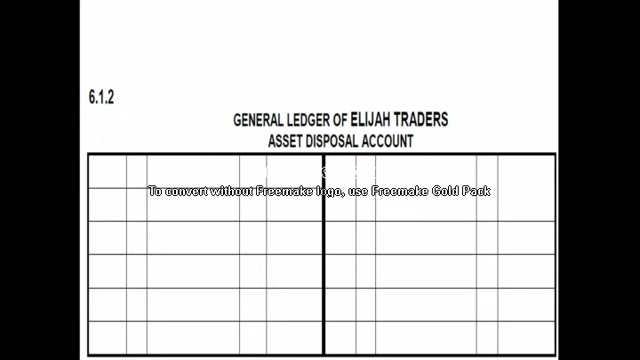 6.1.2
GENERAL LEDGER OF ELIJAH TRADERS
ASSET DISPOSAL ACCOUNT
To convert without Freemake logo, use Freemake Gold Pack